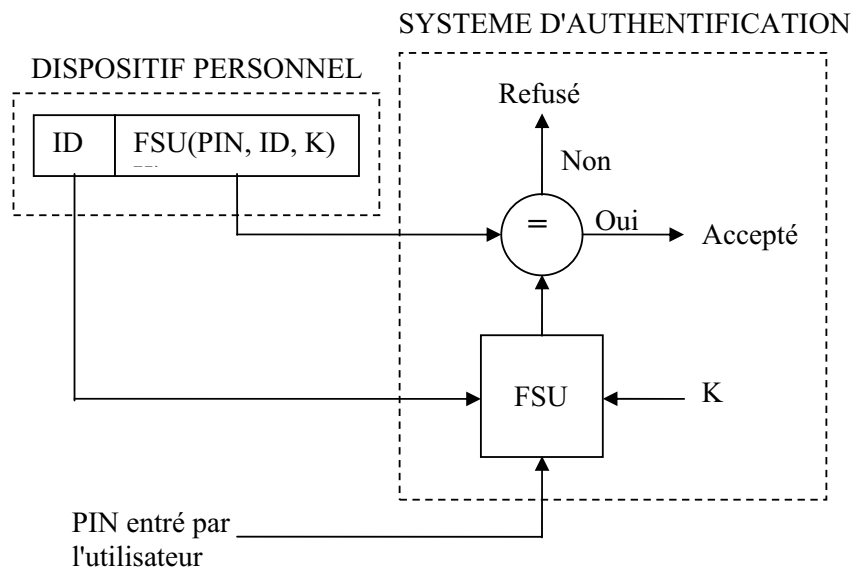 SYSTEME D'AUTHENTIFICATION
DISPOSITIF PERSONNEL
ID
FSU(PIN, ID, K)
Refusé
Non
=
Oui
Accepté
FSU
K
PIN entré par
l'utilisateur